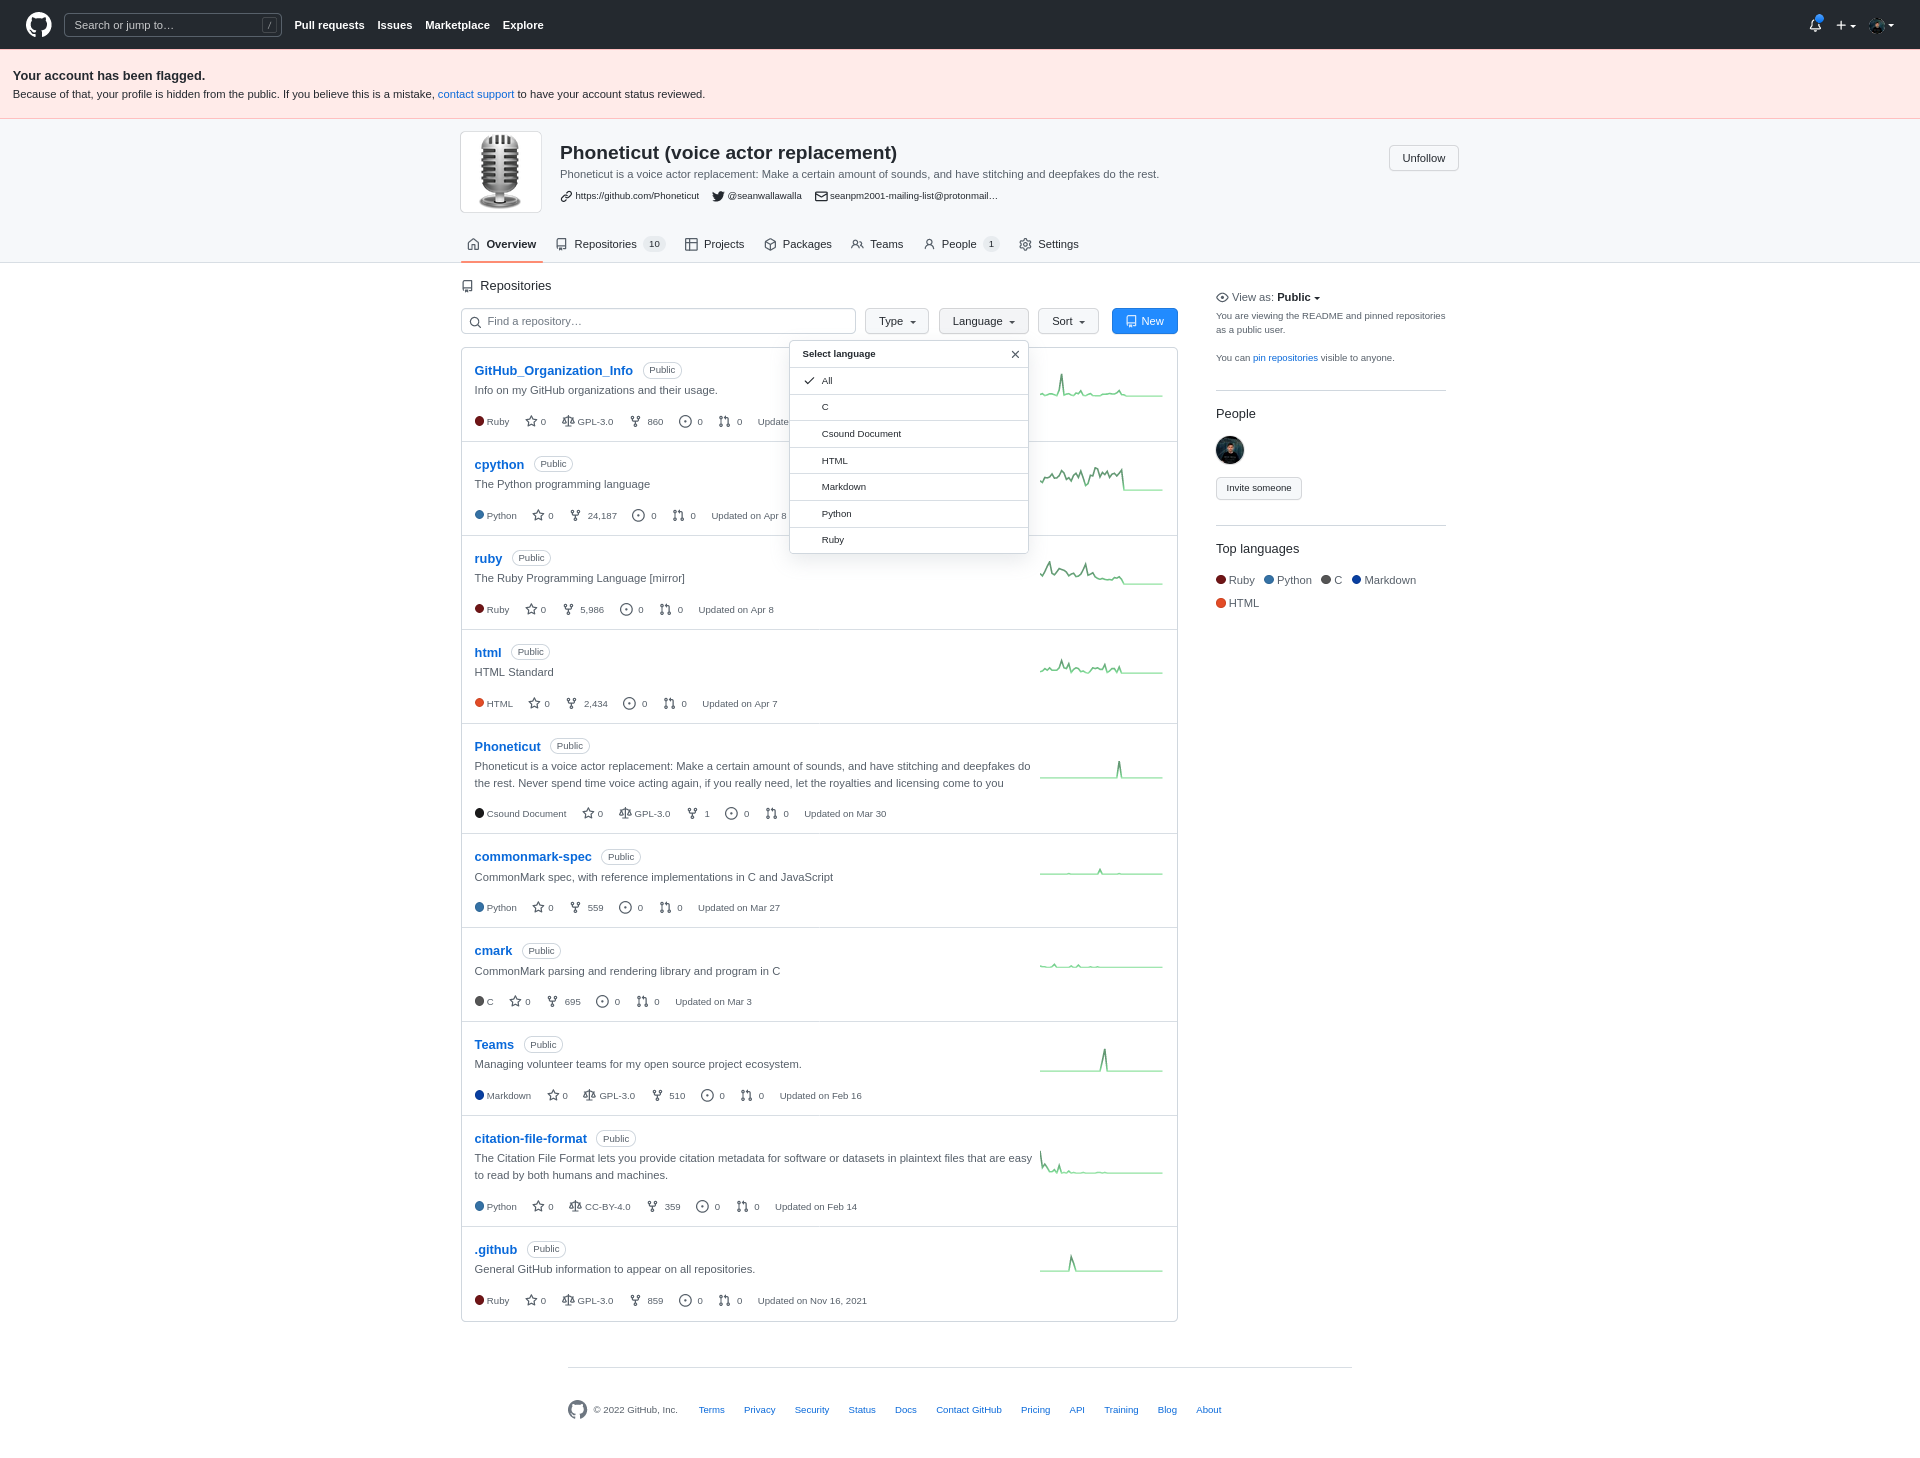 Search or jump to…
/
Pull requests
Issues
Marketplace
Explore
Your account has been flagged.
Because of that, your profile is hidden from the public. If you believe this is a mistake, contact support to have your account status reviewed.
Phoneticut (voice actor replacement)
Unfollow
Phoneticut is a voice actor replacement: Make a certain amount of sounds, and have stitching and deepfakes do the rest.
https://github.com/Phoneticut @seanwallawalla seanpm2001-mailing-list@protonmail…
Overview Repositories 10 Projects Packages Teams People 1 Settings
Repositories
Find a repository…
Type
Language
Sort
New
Select language
All
C
Csound Document
HTML
Markdown
Python
Ruby
GitHub_Organization_Info Public
Info on my GitHub organizations and their usage.
Ruby 0 GPL-3.0 860 0 0 Update
cpython Public
The Python programming language
Python 0 24,187 0 0 Updated on Apr 8
ruby Public
The Ruby Programming Language [mirror]
Ruby 0 5,986 0 0 Updated on Apr 8
html Public
HTML Standard
HTML 0 2,434 0 0 Updated on Apr 7
Phoneticut Public
Phoneticut is a voice actor replacement: Make a certain amount of sounds, and have stitching and deepfakes do
the rest. Never spend time voice acting again, if you really need, let the royalties and licensing come to you
Csound Document 0 GPL-3.0 1 0 0 Updated on Mar 30
commonmark-spec Public
CommonMark spec, with reference implementations in C and JavaScript
Python 0 559 0 0 Updated on Mar 27
cmark Public
CommonMark parsing and rendering library and program in C
C 0 695 0 0 Updated on Mar 3
Teams Public
Managing volunteer teams for my open source project ecosystem.
Markdown 0 GPL-3.0 510 0 0 Updated on Feb 16
citation-file-format Public
The Citation File Format lets you provide citation metadata for software or datasets in plaintext files that are easy
to read by both humans and machines.
Python 0 CC-BY-4.0 359 0 0 Updated on Feb 14
.github Public
General GitHub information to appear on all repositories.
Ruby 0 GPL-3.0 859 0 0 Updated on Nov 16, 2021
View as: Public
You are viewing the README and pinned repositories
as a public user.
You can pin repositories visible to anyone.
People
Invite someone
Top languages
Ruby Python C Markdown
HTML
© 2022 GitHub, Inc. Terms Privacy Security Status Docs Contact GitHub Pricing API Training Blog About